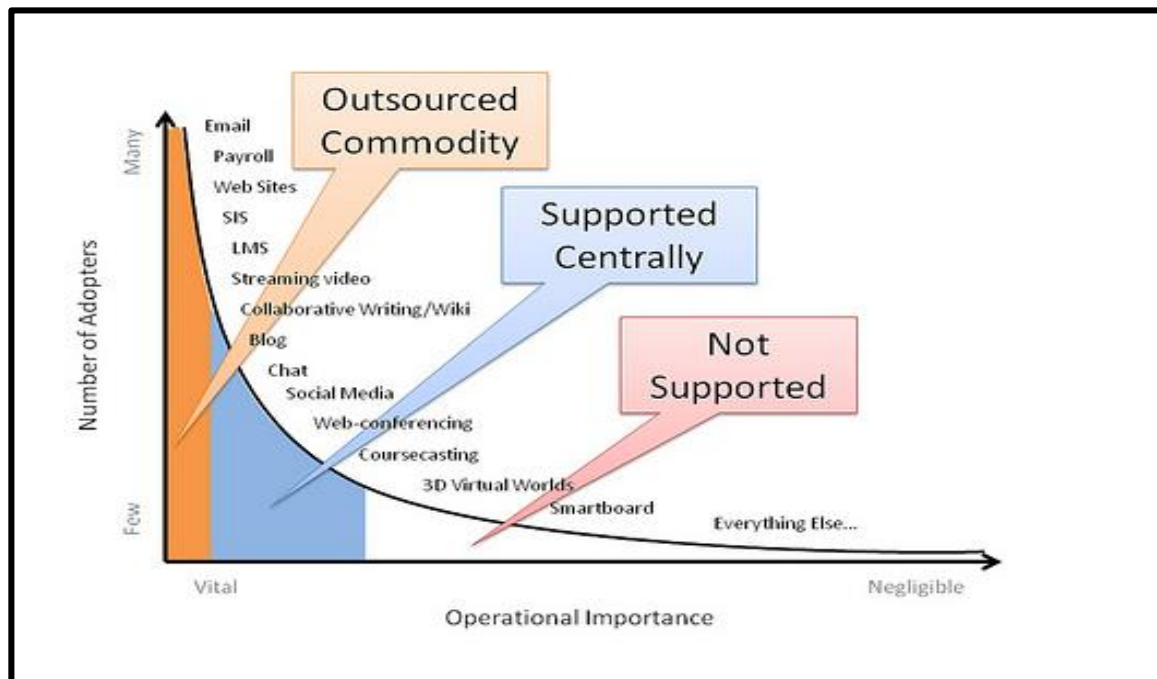 Outsourced
Commodity
Email
Payroll
Web Sites
SIS
LMS
Streaming video
Collaborative Writing/Wiki
Blog
Chat
Social Media
Web-conferencing
Coursecasting
3D Virtual Worlds
Smartboard
Everything Else...
Supported
Centrally
Not
Supported
Many
Number of Adopters
Few
Vital
Negligible
Operational Importance